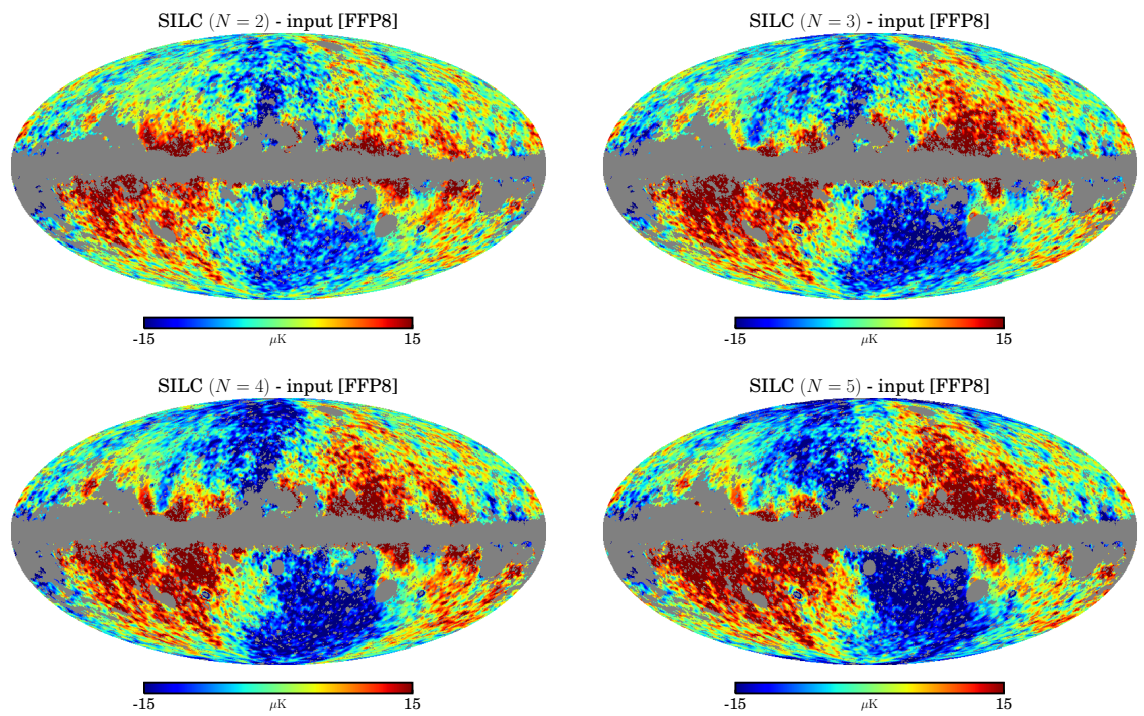 SILC (N = 2) - input [FFP8]
SILC (N = 3) - input [FFP8]
-15 μK 15
-15 μK 15
SILC (N = 4) - input [FFP8]
SILC (N = 5) - input [FFP8]
-15 μK 15
-15 μK 15